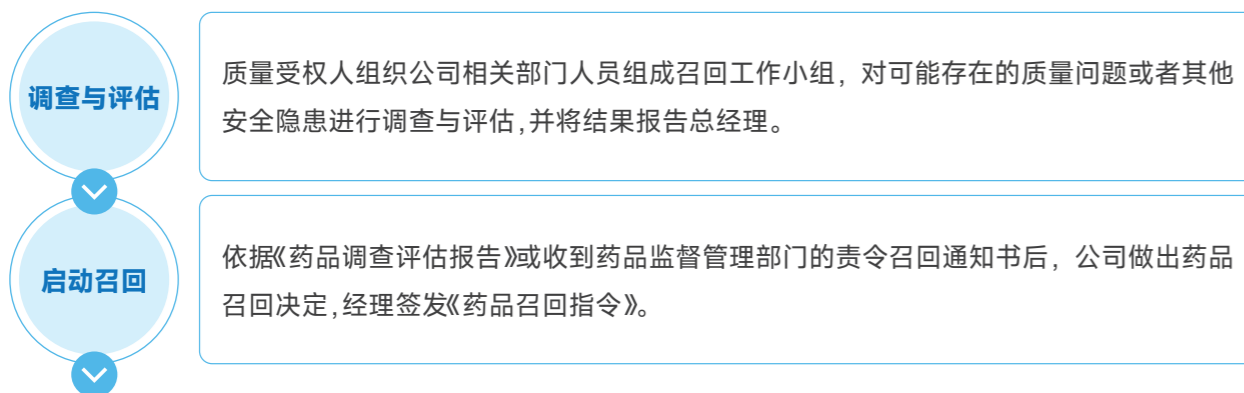 调查与评估
质量受权人组织公司相关部门人员组成召回工作小组，对可能存在的质量问题或者其他
安全隐患进行调查与评估,并将结果报告总经理。
启动召回
依据《药品调查评估报告》或收到药品监督管理部门的责令召回通知书后，公司做出药品
召回决定,经理签发《药品召回指令》。